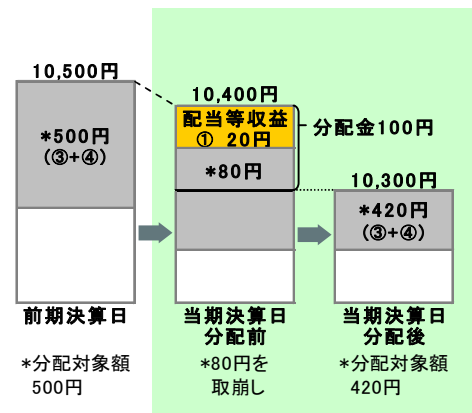 10,500円
*500円
(③+④)
前期決算日
*分配対象額
500円
10,400円
配当等収益
① 20円
*80円
分配金100円
当期決算日
分配前
*80円を
取崩し
10,300円
*420円
(③+④)
当期決算日
分配後
*分配対象額
420円